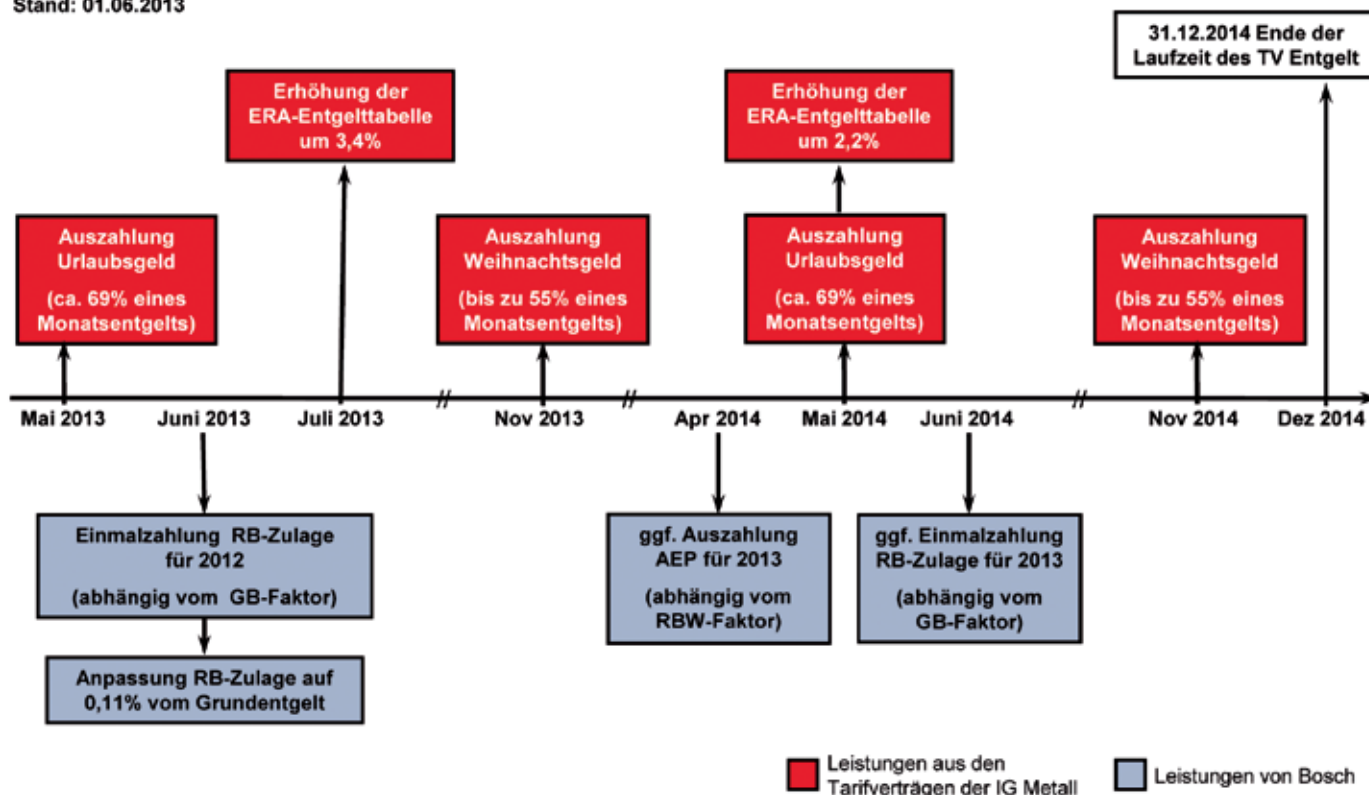 Stand: 01.06.2013
31.12.2014 Ende der
Laufzeit des TV Entgelt
Erhöhung der
ERA-Entgelttabelle
um 3,4%
Erhöhung der
ERA-Entgelttabelle
um 2,2%
Auszahlung
Urlaubsgeld
(ca. 69% eines
Monatsentgelts)
Auszahlung
Weihnachtsgeld
(bis zu 55% eines
Monatsentgelts)
Auszahlung
Urlaubsgeld
(ca. 69% eines
Monatsentgelts)
Auszahlung
Weihnachtsgeld
(bis zu 55% eines
Monatsentgelts)
Mai 2013
Juni 2013
Juli 2013
Nov 2013
Apr 2014
Mai 2014
Juni 2014
Nov 2014
Dez 2014
Einmalzahlung RB-Zulage
für 2012
(abhängig vom GB-Faktor)
Anpassung RB-Zulage auf
0,11% vom Grundentgelt
ggf. Auszahlung
AEP für 2013
(abhängig vom
RBW-Faktor)
ggf. Einmalzahlung
RB-Zulage für 2013
(abhängig vom
GB-Faktor)
Leistungen aus den
Tarifverträgen der IG Metall
Leistungen von Bosch